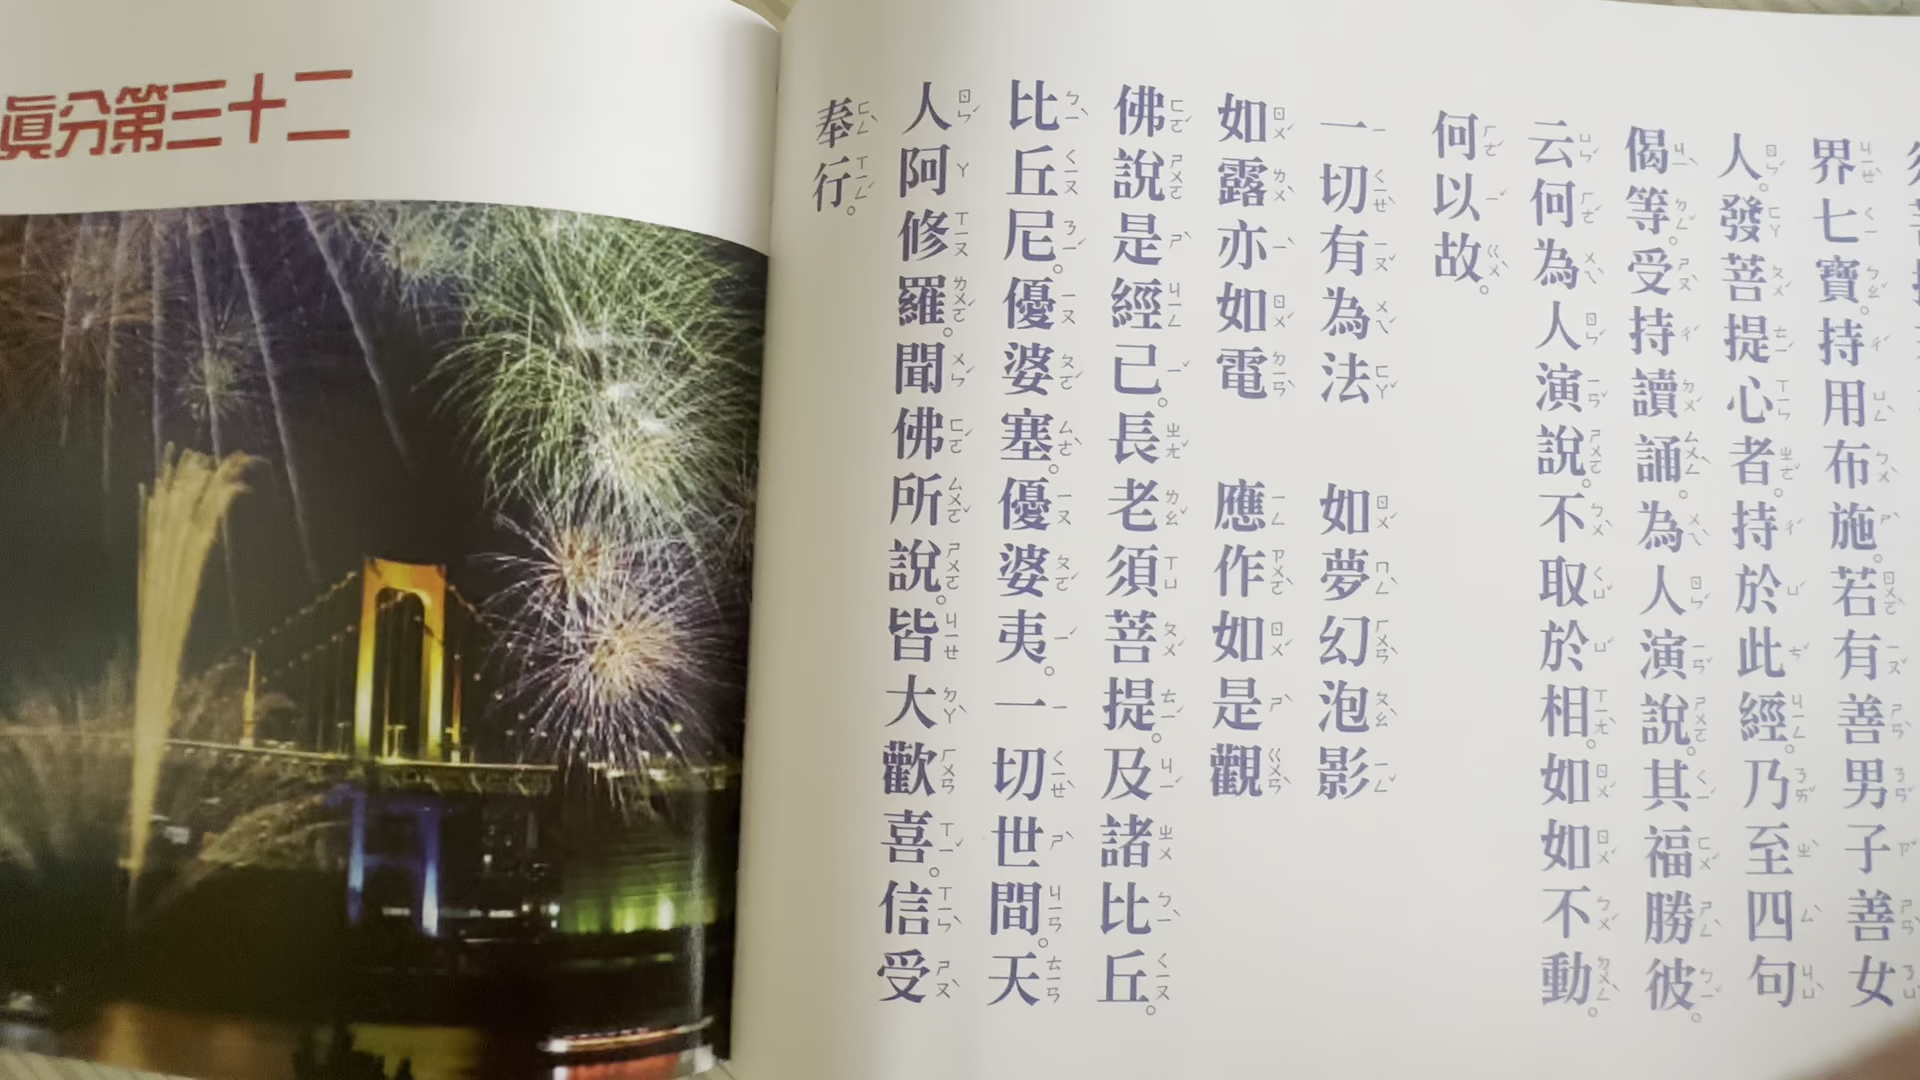 眞分第三十二
界七寶。持用布施。若有善男子善女
人。發菩提心者。持於此經。乃至四句
偈等。受持讀誦。為人演說。其福勝彼。
云何為人演說。不取於相。如如不動。
何以故。
一切有為法　如夢幻泡影
如露亦如電　應作如是觀
佛說是經已。長老須菩提。及諸比丘。
比丘尼。優婆塞。優婆夷。一切世間。天
人阿修羅。聞佛所說。皆大歡喜。信受
奉行。